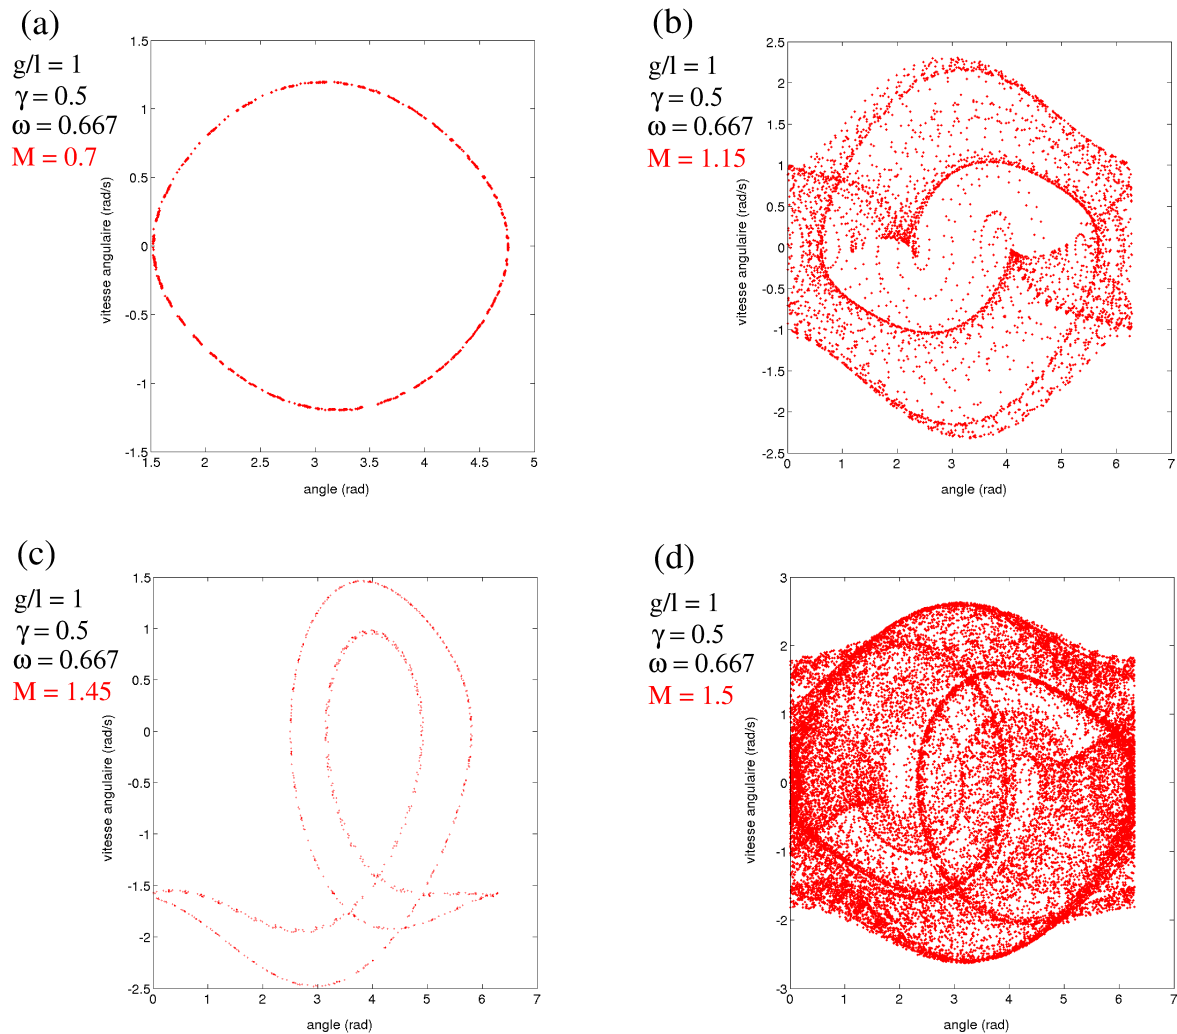 (a)
g/l = 1
γ = 0.5
ω = 0.667
M = 0.7
1.5
1
0.5
0
-0.5
-1
-1.5
1.5
2
2.5
3
3.5
4
4.5
5
vitesse angulaire (rad/s)
angle (rad)
(b)
g/l = 1
γ = 0.5
ω = 0.667
M = 1.15
2.5
2
1.5
1
0.5
0
-0.5
-1
-1.5
-2
-2.5
0
1
2
3
4
5
6
7
vitesse angulaire (rad/s)
angle (rad)
(c)
g/l = 1
γ = 0.5
ω = 0.667
M = 1.45
1.5
1
0.5
0
-0.5
-1
-1.5
-2
-2.5
0
1
2
3
4
5
6
7
vitesse angulaire (rad/s)
angle (rad)
(d)
g/l = 1
γ = 0.5
ω = 0.667
M = 1.5
3
2
1
0
-1
-2
-3
0
1
2
3
4
5
6
7
vitesse angulaire (rad/s)
angle (rad)